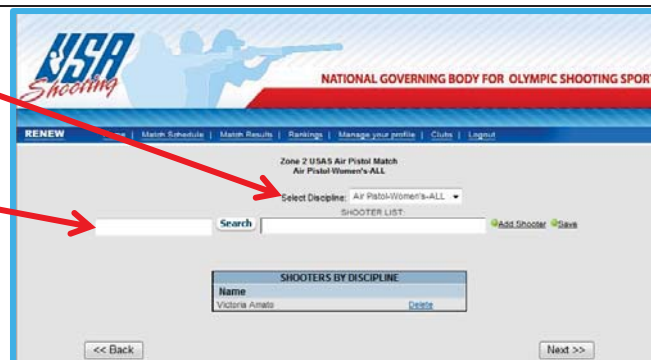 USA
Shooting
NATIONAL GOVERNING BODY FOR OLYMPIC SHOOTING SPORT
RENEW | Match Schedule | Match Results | Rankings | Manage your profile | Clubs | Logout
Zone 2 USAS Air Pistol Match
Air Pistol-Women's-ALL
Select Discipline: Air Pistol-Women's-ALL
SHOOTER LIST:
Search Add Shooter Save
SHOOTERS BY DISCIPLINE
Name
Victoria Amato Delete
<< Back Next >>